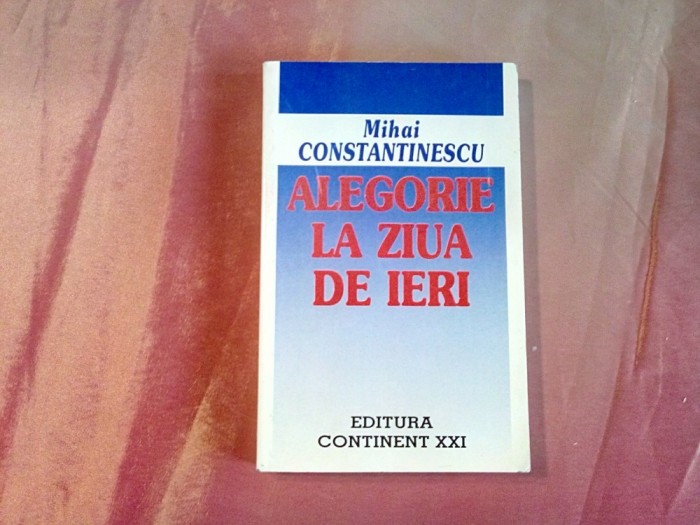 Mihai
CONSTANTINESCU
ALEGORIE
LA ZIUA
DE IERI
EDITURA
CONTINENT XXI